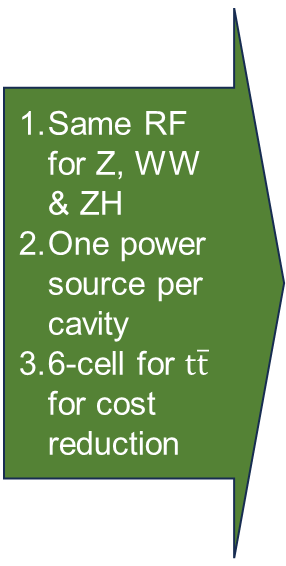 1. Same RF
for Z, WW
& ZH
2. One power
source per
cavity
3. 6-cell for tt̄
for cost
reduction